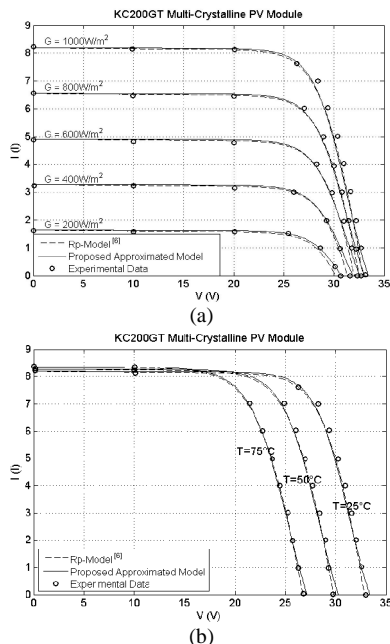 KC200GT Multi-Crystalline PV Module
9
8
7
6
5
4
3
2
1
0
I (I)
G = 1000W/m²
G = 800W/m²
G = 600W/m²
G = 400W/m²
G = 200W/m²
Rp-Model [6]
Proposed Approximated Model
Experimental Data
0 5 10 15 20 25 30 35
V (V)
(a)
KC200GT Multi-Crystalline PV Module
9
8
7
6
5
4
3
2
1
0
I (I)
T=75°C
T=50°C
T=25°C
Rp-Model [6]
Proposed Approximated Model
Experimental Data
0 5 10 15 20 25 30 35
V (V)
(b)